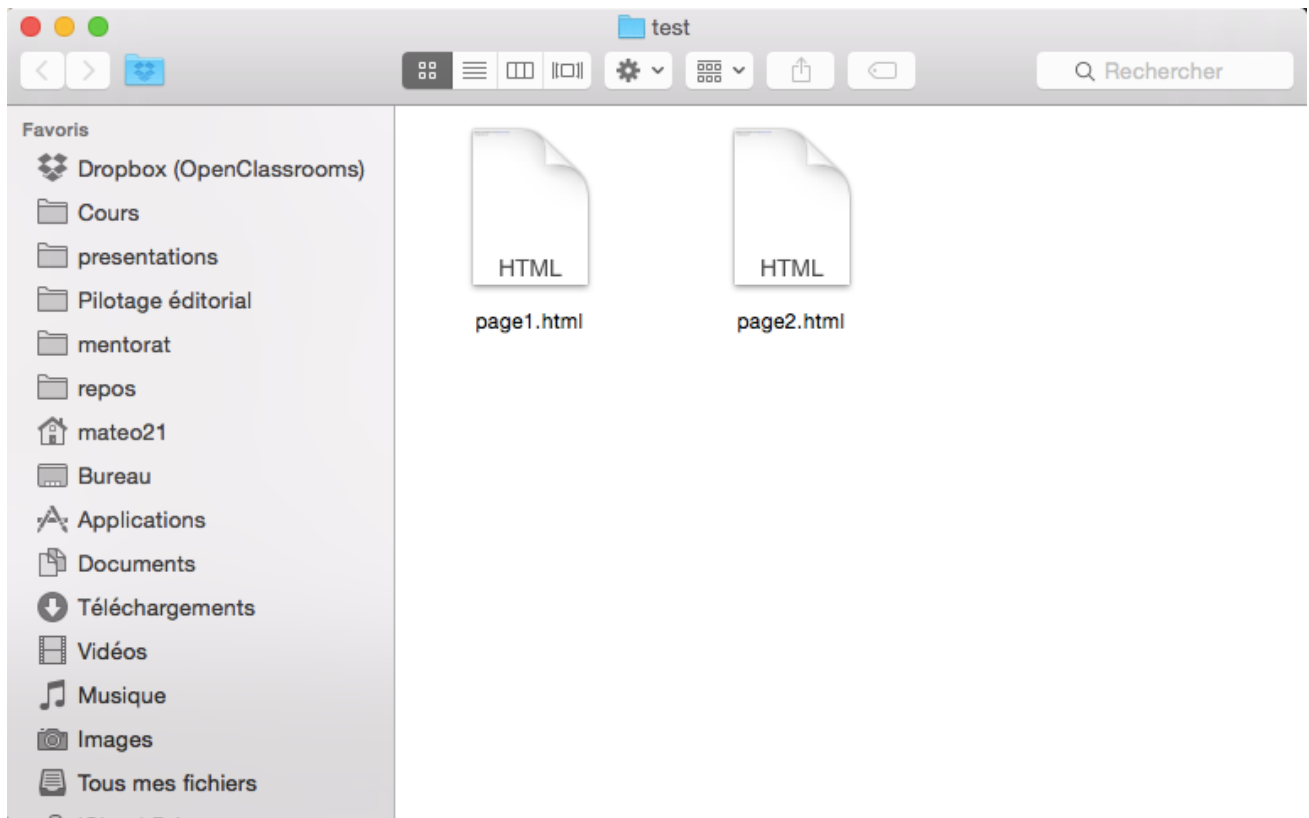 test
Rechercher
Favoris
Dropbox (OpenClassrooms)
Cours
presentations
Pilotage éditorial
mentorat
repos
mateo21
Bureau
Applications
Documents
Téléchargements
Vidéos
Musique
Images
Tous mes fichiers
HTML HTML
page1.html page2.html